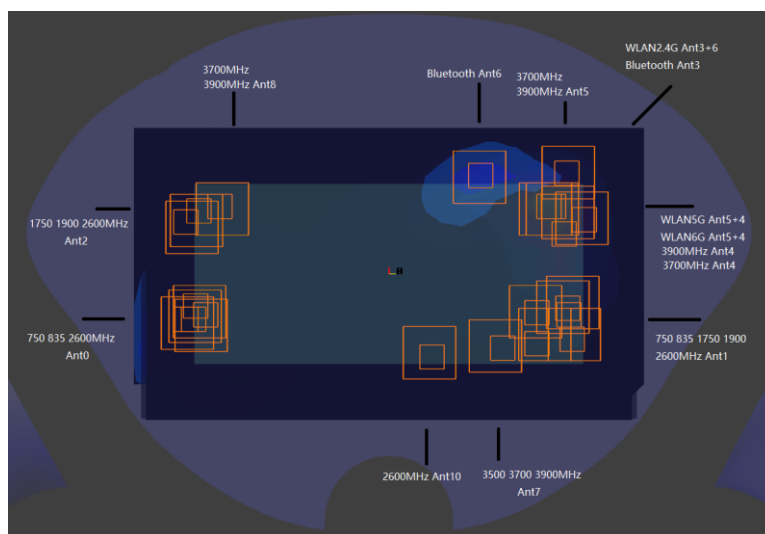 WLAN2.4G Ant3+6
Bluetooth Ant3
3700MHz
3900MHz Ant8
Bluetooth Ant6
3700MHz
3900MHz Ant5
1750 1900 2600MHz
Ant2
WLAN5G Ant5+4
WLAN6G Ant5+4
3900MHz Ant4
3700MHz Ant4
750 835 2600MHz
Ant0
750 835 1750 1900
2600MHz Ant1
2600MHz Ant10
3500 3700 3900MHz
Ant7